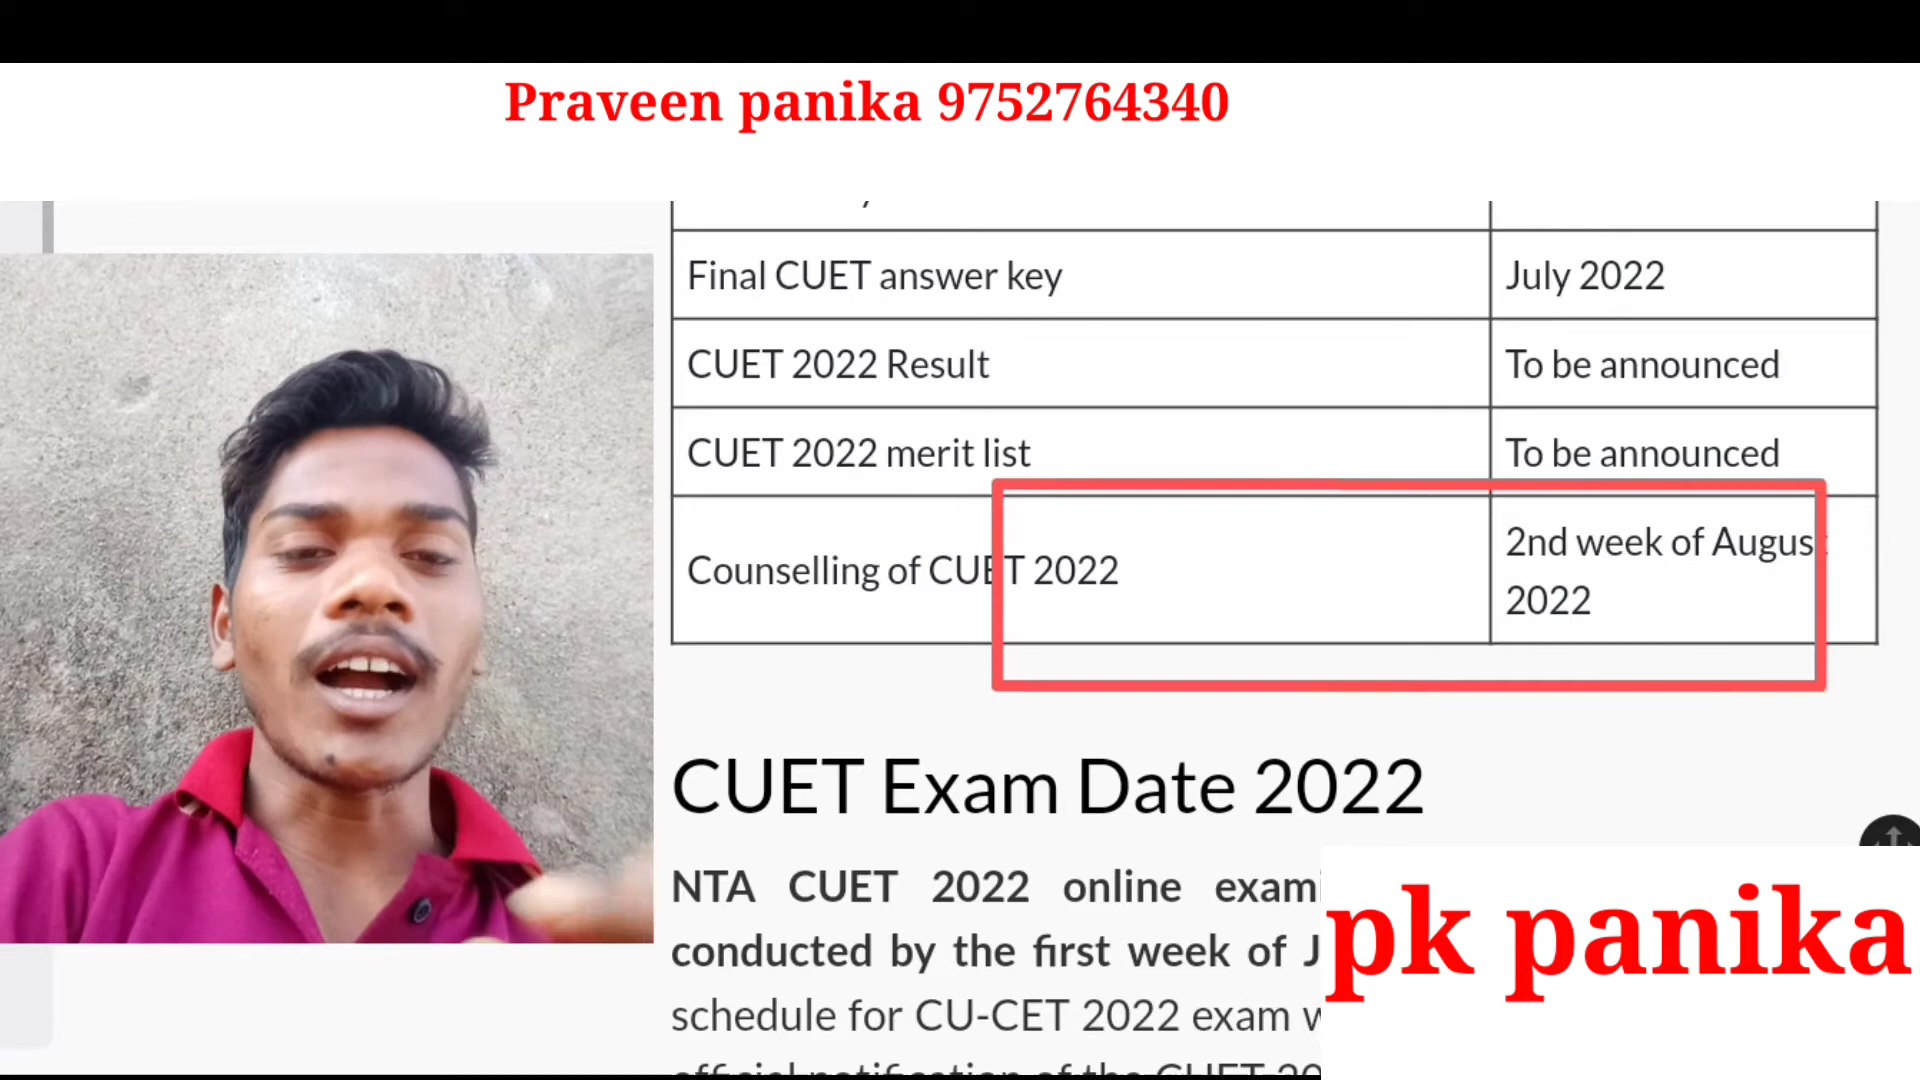 Praveen panika 9752764340
Final CUET answer key
July 2022
CUET 2022 Result
To be announced
CUET 2022 merit list
To be announced
Counselling of CUET 2022
2nd week of August
2022
CUET Exam Date 2022
NTA CUET 2022 online
conducted by the first week of
schedule for CU-CET 2022 exam
pk panika